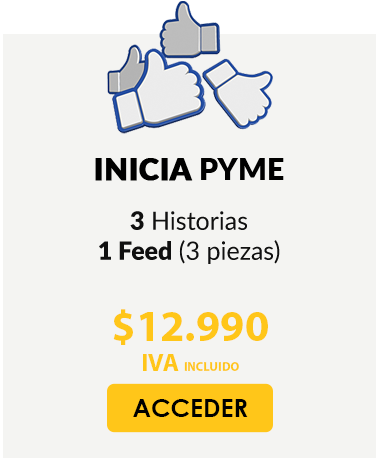 INICIA PYME
3 Historias
1 Feed (3 piezas)
$12.990
IVA INCLUIDO
ACCEDER